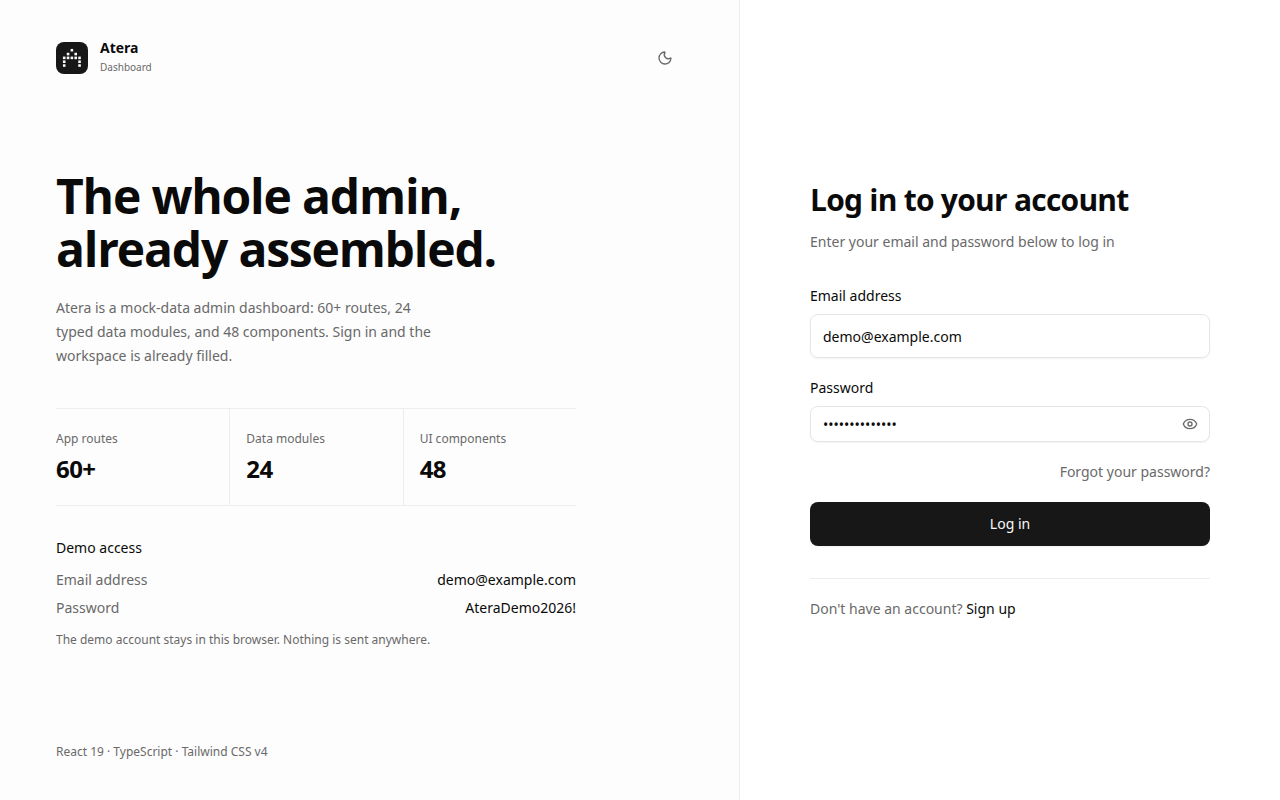 Atera
Dashboard
The whole admin,
already assembled.
Atera is a mock-data admin dashboard: 60+ routes, 24
typed data modules, and 48 components. Sign in and the
workspace is already filled.
App routes
60+
Data modules
24
UI components
48
Demo access
Email address demo@example.com
Password AteraDemo2026!
The demo account stays in this browser. Nothing is sent anywhere.
React 19 · TypeScript · Tailwind CSS v4
Log in to your account
Enter your email and password below to log in
Email address
demo@example.com
Password
••••••••••••••
Forgot your password?
Log in
Don't have an account? Sign up